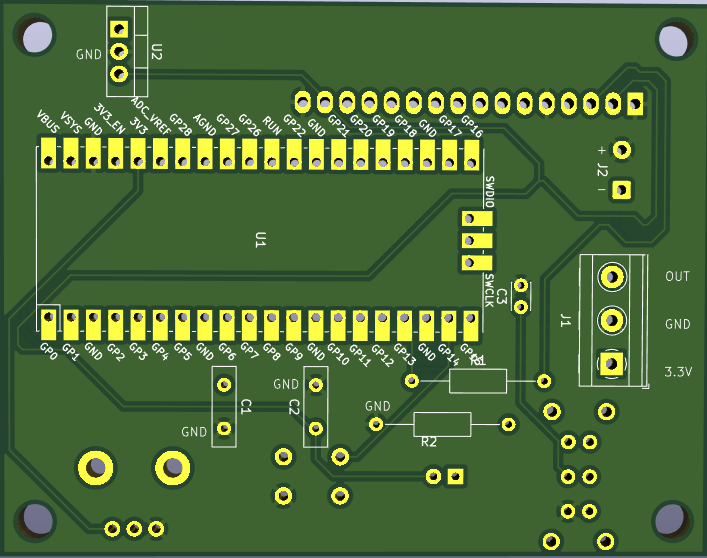 U2
GND
VBUS
VSYS
GND
3V3_EN
3V3
ADC_VREF
GP28
AGND
GP27
GP26
RUN
GP22
GND
GP21
GP20
GP19
GP18
GND
GP17
GP16
+
J2
-
SWDIO
U1
SWCLK
C3
OUT
J1
GND
3.3V
GP0
GP1
GND
GP2
GP3
GP4
GP5
GND
GP6
GP7
GP8
GP9
GND
GP10
GP11
GP12
GP13
GND
GP14
GP15
R1
GND
C1
C2
GND
GND
R2